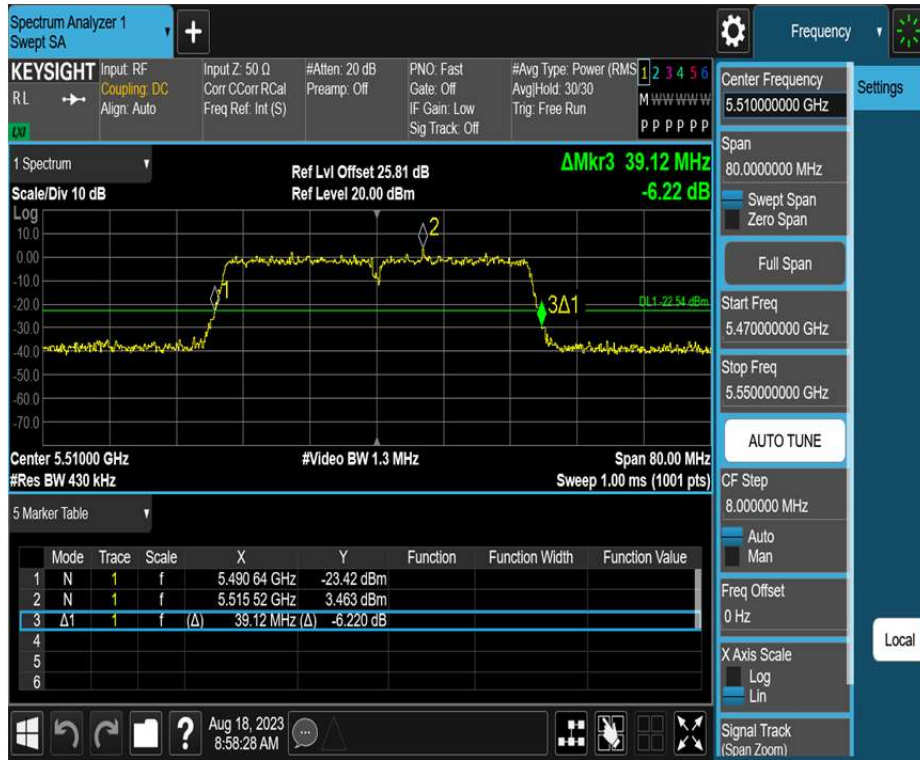 Spectrum Analyzer 1
Swept SA
+
Frequency
KEYSIGHT
RL
LXI
Input: RF
Coupling: DC
Align: Auto
Input Z: 50 Ω
Corr CCorr RCal
Freq Ref: Int (S)
#Atten: 20 dB
Preamp: Off
PNO: Fast
Gate: Off
IF Gain: Low
Sig Track: Off
#Avg Type: Power (RMS
Avg|Hold: 30/30
Trig: Free Run
1 2 3 4 5 6
M W W W W W
P P P P P P
1 Spectrum
Scale/Div 10 dB
Ref Lvl Offset 25.81 dB
Ref Level 20.00 dBm
ΔMkr3 39.12 MHz
-6.22 dB
Log
10.0
0.00
-10.0
-20.0
-30.0
-40.0
-50.0
-60.0
-70.0
1
2
3Δ1
DL1 -22.54 dBm
Center 5.51000 GHz
#Video BW 1.3 MHz
Span 80.00 MHz
#Res BW 430 kHz
Sweep 1.00 ms (1001 pts)
5 Marker Table
Mode Trace Scale X Y Function Function Width Function Value
1 N 1 f 5.490 64 GHz -23.42 dBm
2 N 1 f 5.515 52 GHz 3.463 dBm
3 Δ1 1 f (Δ) 39.12 MHz (Δ) -6.220 dB
4
5
6
?
Aug 18, 2023
8:58:28 AM
Center Frequency
5.510000000 GHz
Settings
Span
80.0000000 MHz
Swept Span
Zero Span
Full Span
Start Freq
5.470000000 GHz
Stop Freq
5.550000000 GHz
AUTO TUNE
CF Step
8.000000 MHz
Auto
Man
Freq Offset
0 Hz
Local
X Axis Scale
Log
Lin
Signal Track
(Span Zoom)